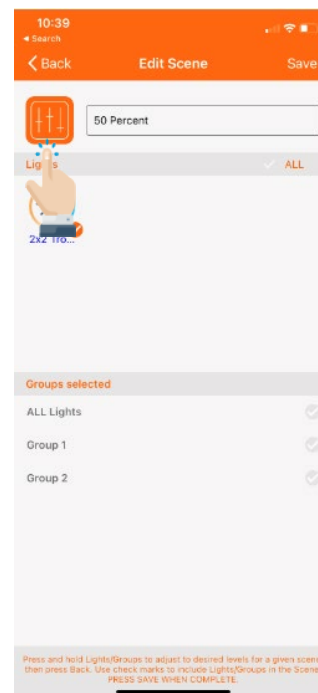 10:39
Search
Back Edit Scene Save
50 Percent
Lights ALL
2x2 Tro...
Groups selected
ALL Lights
Group 1
Group 2
Press and hold Lights/Groups to adjust to desired levels for a given scene
then press Back. Use check marks to include Lights/Groups in the Scene
PRESS SAVE WHEN COMPLETE.